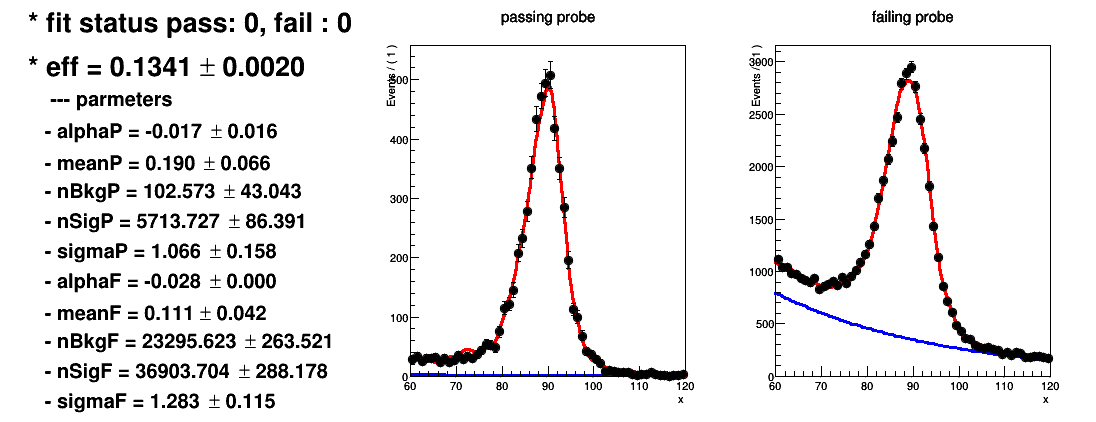 * fit status pass: 0, fail : 0
* eff = 0.1341 ± 0.0020
--- parmeters
- alphaP = -0.017 ± 0.016
- meanP = 0.190 ± 0.066
- nBkgP = 102.573 ± 43.043
- nSigP = 5713.727 ± 86.391
- sigmaP = 1.066 ± 0.158
- alphaF = -0.028 ± 0.000
- meanF = 0.111 ± 0.042
- nBkgF = 23295.623 ± 263.521
- nSigF = 36903.704 ± 288.178
- sigmaF = 1.283 ± 0.115
passing probe
Events / ( 1 )
500
400
300
200
100
0
60 70 80 90 100 110 120
x
failing probe
Events / ( 1 )
3000
2500
2000
1500
1000
500
0
60 70 80 90 100 110 120
x